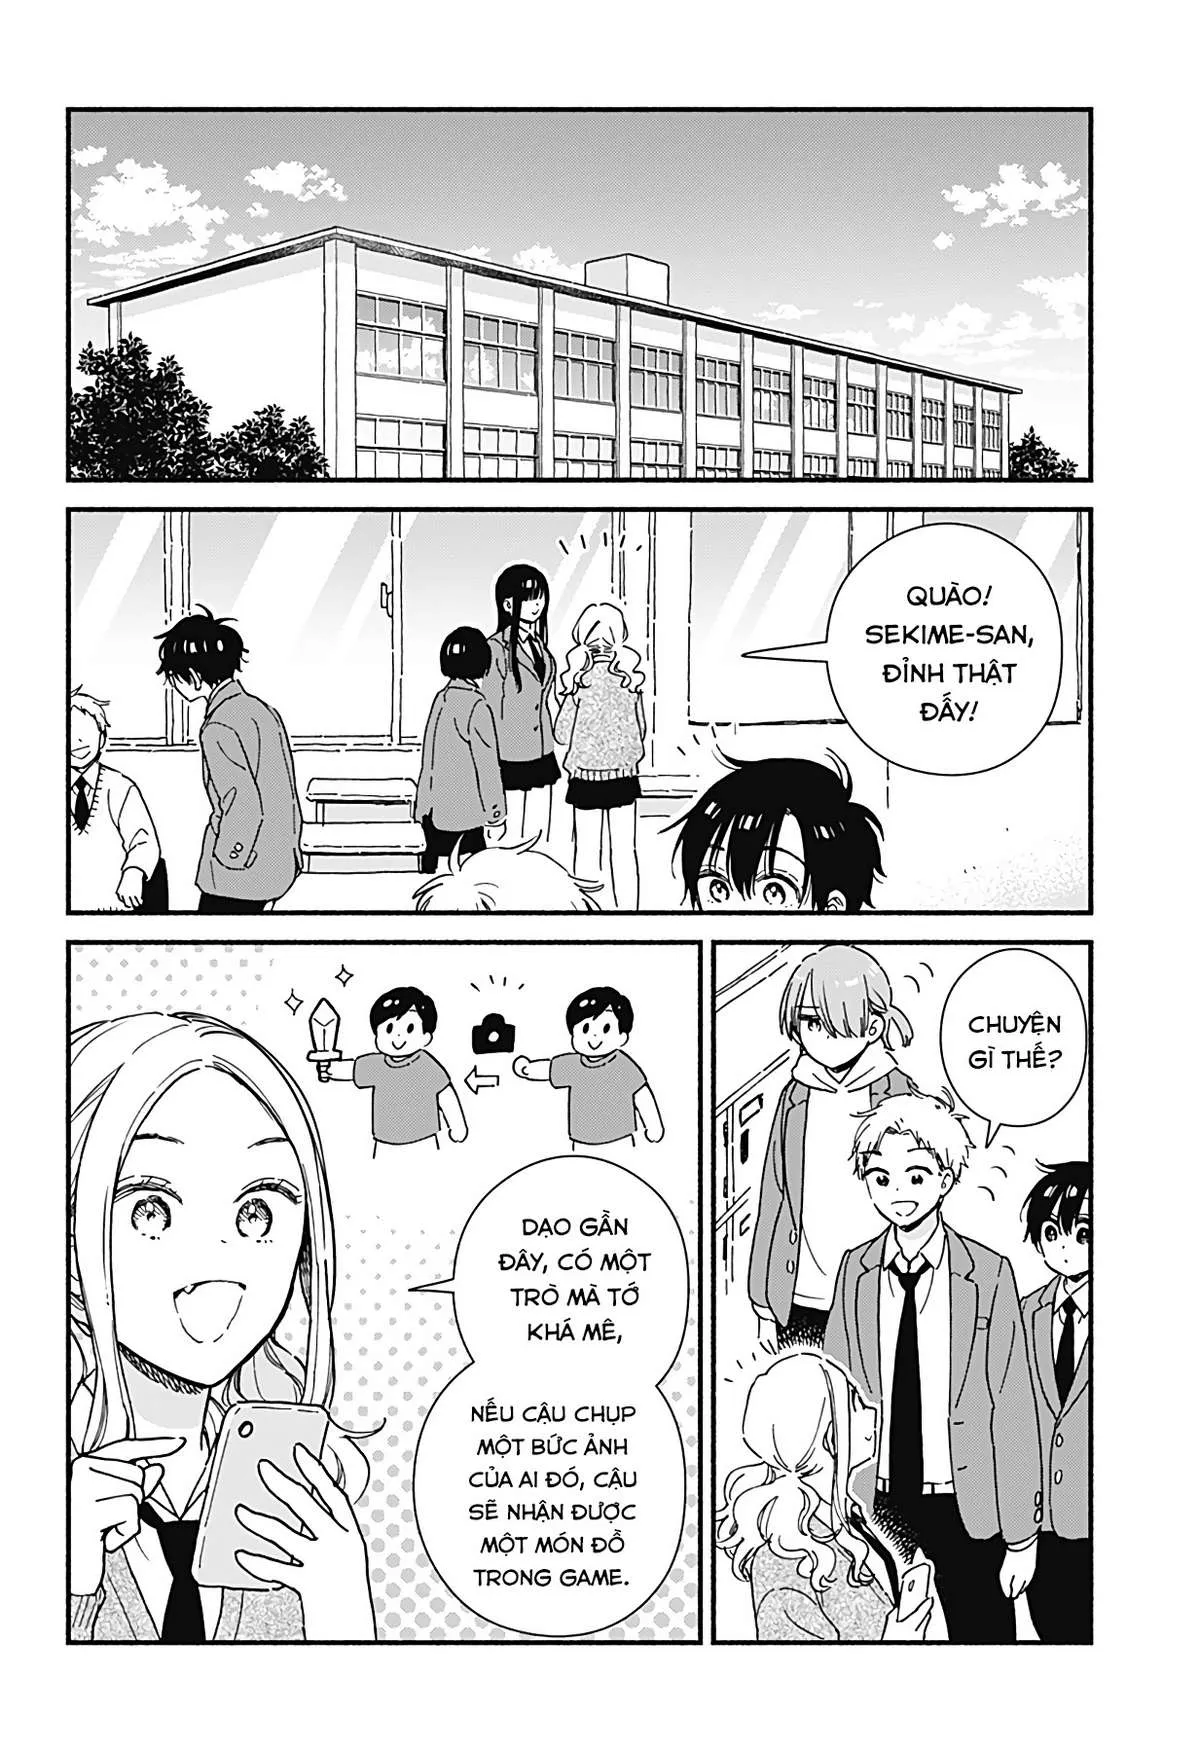 QUÀO!
SEKIME-SAN,
ĐỈNH THẬT
ĐẤY!
CHUYỆN
GÌ THẾ?
DẠO GẦN
ĐÂY, CÓ MỘT
TRÒ MÀ TỚ
KHÁ MÊ,
NẾU CẬU CHỤP
MỘT BỨC ẢNH
CỦA AI ĐÓ, CẬU
SẼ NHẬN ĐƯỢC
MỘT MÓN ĐỒ
TRONG GAME.